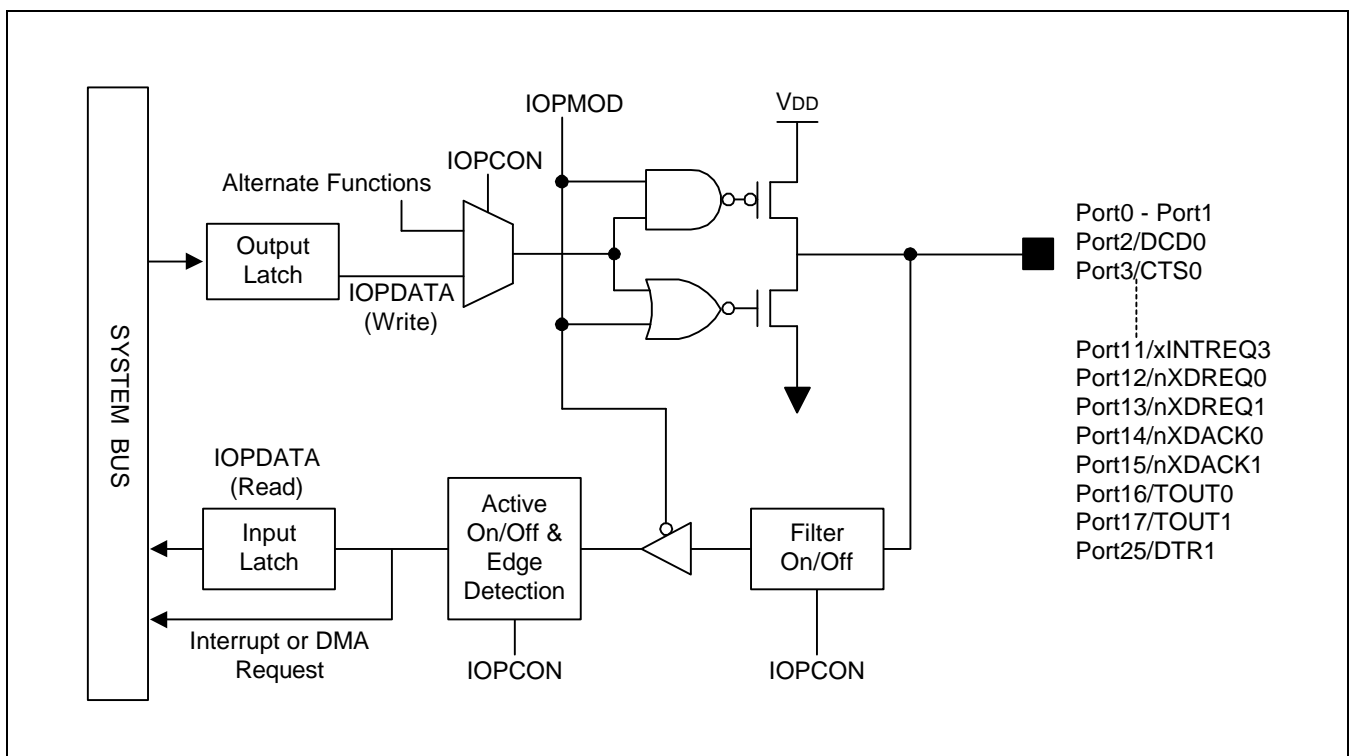 IOPMOD
VDD
IOPCON
Alternate Functions
Output
Latch
IOPDATA
(Write)
SYSTEM BUS
Port0 - Port1
Port2/DCD0
Port3/CTS0
Port11/xINTREQ3
Port12/nXDREQ0
Port13/nXDREQ1
Port14/nXDACK0
Port15/nXDACK1
Port16/TOUT0
Port17/TOUT1
Port25/DTR1
IOPDATA
(Read)
Input
Latch
Active
On/Off &
Edge
Detection
Filter
On/Off
Interrupt or DMA
Request
IOPCON
IOPCON